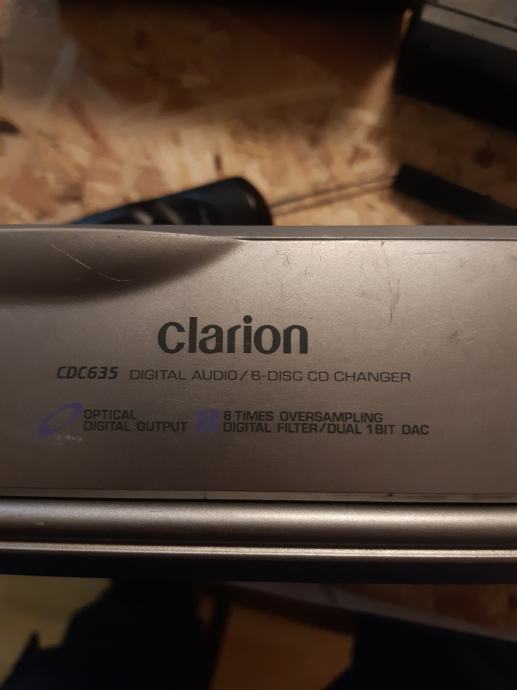 clarion
CDC635 DIGITAL AUDIO/6-DISC CD CHANGER
OPTICAL
DIGITAL OUTPUT
8 TIMES OVERSAMPLING
DIGITAL FILTER/DUAL 1BIT DAC